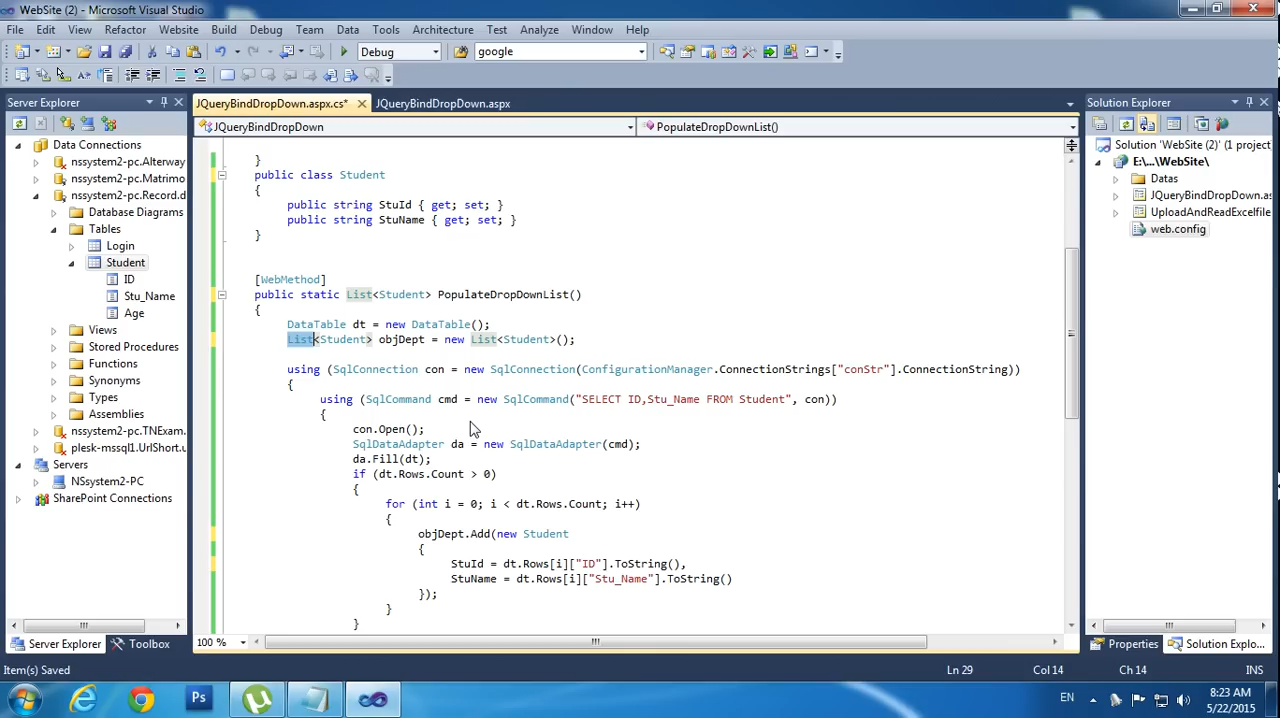 WebSite (2) - Microsoft Visual Studio
File Edit View Refactor Website Build Debug Team Data Tools Architecture Test Analyze Window Help
Debug google
Server Explorer
Data Connections
nssystem2-pc.Alterway
nssystem2-pc.Matrimo
nssystem2-pc.Record.d
Database Diagrams
Tables
Login
Student
ID
Stu_Name
Age
Views
Stored Procedures
Functions
Synonyms
Types
Assemblies
nssystem2-pc.TNExam.
plesk-mssql1.UrlShort.u
Servers
NSsystem2-PC
SharePoint Connections
Server Explorer Toolbox
JQueryBindDropDown.aspx.cs* JQueryBindDropDown.aspx
JQueryBindDropDown PopulateDropDownList()
}
public class Student
{
public string StuId { get; set; }
public string StuName { get; set; }
}
[WebMethod]
public static List<Student> PopulateDropDownList()
{
DataTable dt = new DataTable();
List<Student> objDept = new List<Student>();
using (SqlConnection con = new SqlConnection(ConfigurationManager.ConnectionStrings["conStr"].ConnectionString))
{
using (SqlCommand cmd = new SqlCommand("SELECT ID,Stu_Name FROM Student", con))
{
con.Open();
SqlDataAdapter da = new SqlDataAdapter(cmd);
da.Fill(dt);
if (dt.Rows.Count > 0)
{
for (int i = 0; i < dt.Rows.Count; i++)
{
objDept.Add(new Student
{
StuId = dt.Rows[i]["ID"].ToString(),
StuName = dt.Rows[i]["Stu_Name"].ToString()
});
}
}
100 %
Solution Explorer
Solution 'WebSite (2)' (1 project)
E:\...\WebSite\
Datas
JQueryBindDropDown.as
UploadAndReadExcelfile
web.config
Properties Solution Explo...
Item(s) Saved Ln 29 Col 14 Ch 14 INS
Ps
EN
8:23 AM
5/22/2015